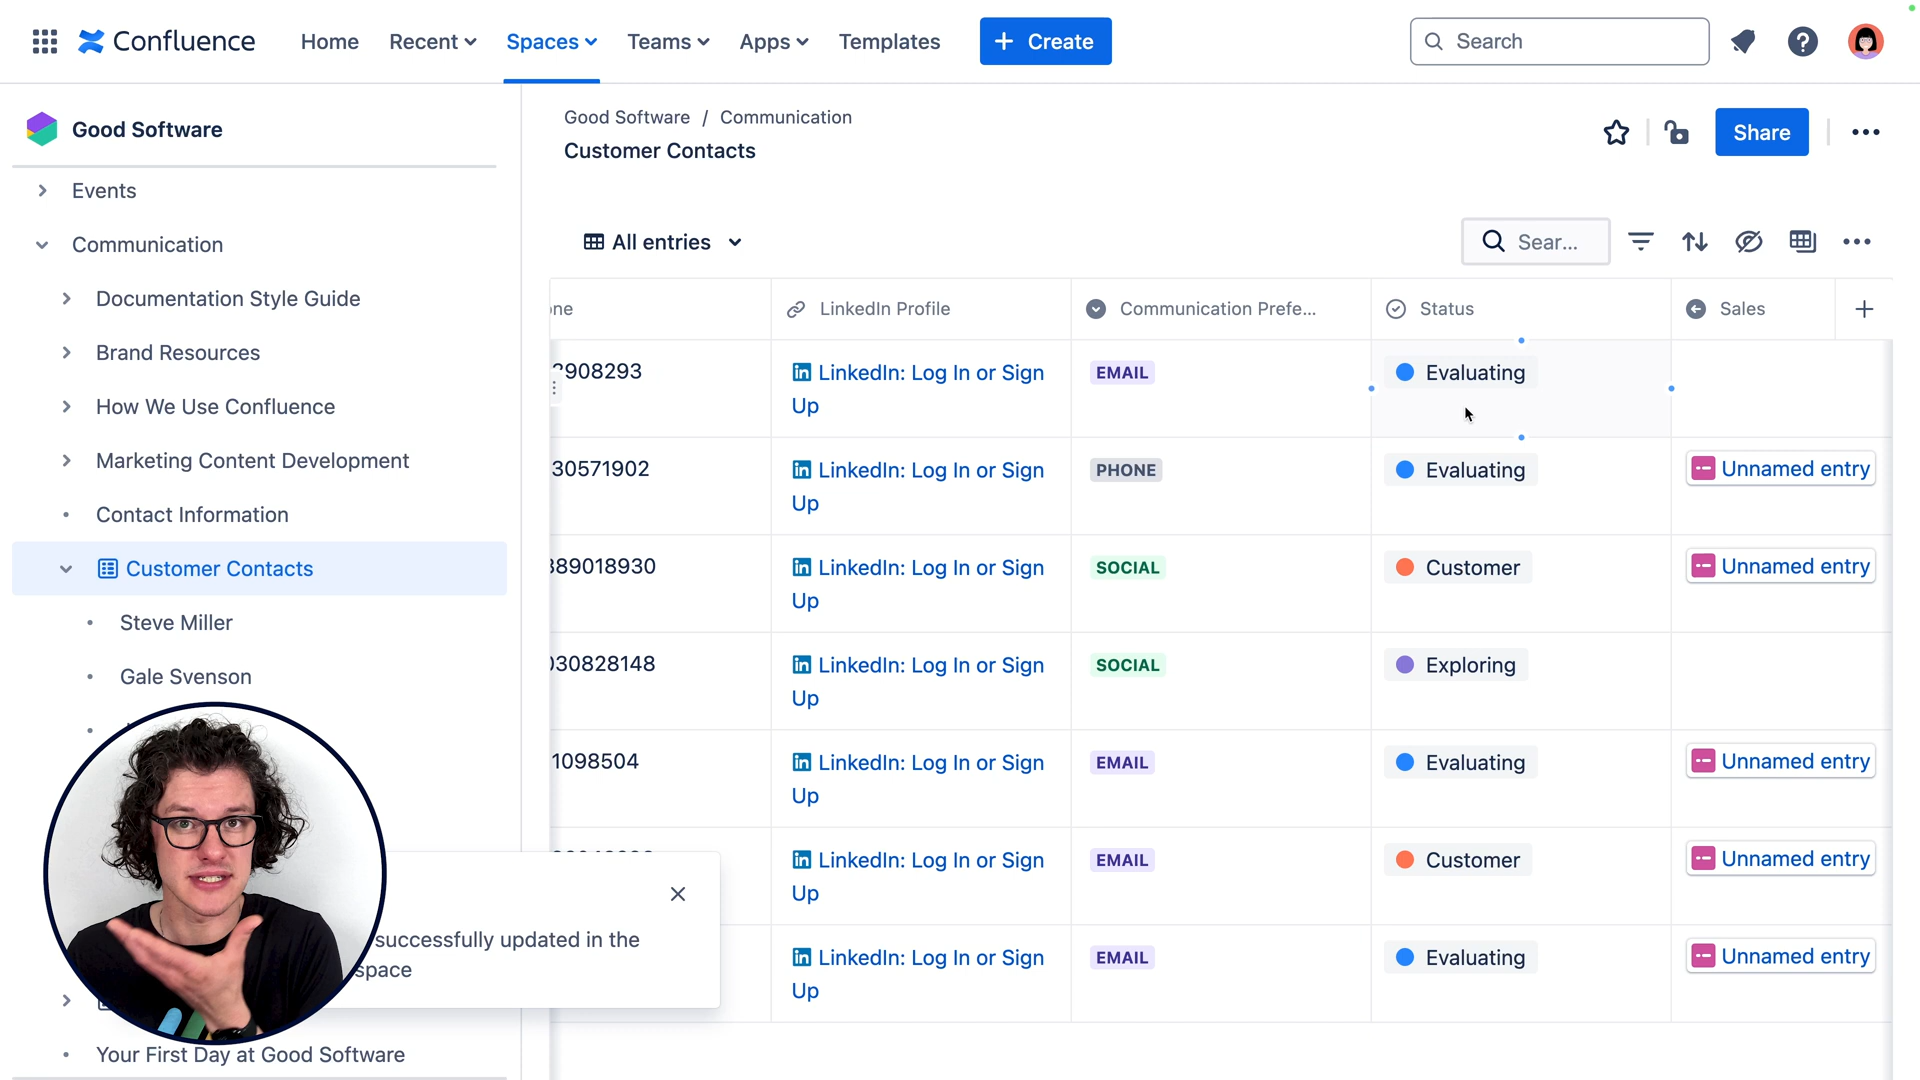 Confluence Home Recent Spaces Teams Apps Templates + Create Search
Good Software
Events
Communication
Documentation Style Guide
Brand Resources
How We Use Confluence
Marketing Content Development
Contact Information
Customer Contacts
Steve Miller
Gale Svenson
Your First Day at Good Software
Good Software / Communication
Customer Contacts
Share
All entries
Sear...
ne LinkedIn Profile Communication Prefe... Status Sales
908293 LinkedIn: Log In or Sign Up EMAIL Evaluating
30571902 LinkedIn: Log In or Sign Up PHONE Evaluating Unnamed entry
389018930 LinkedIn: Log In or Sign Up SOCIAL Customer Unnamed entry
030828148 LinkedIn: Log In or Sign Up SOCIAL Exploring
1098504 LinkedIn: Log In or Sign Up EMAIL Evaluating Unnamed entry
LinkedIn: Log In or Sign Up EMAIL Customer Unnamed entry
LinkedIn: Log In or Sign Up EMAIL Evaluating Unnamed entry
successfully updated in the
space